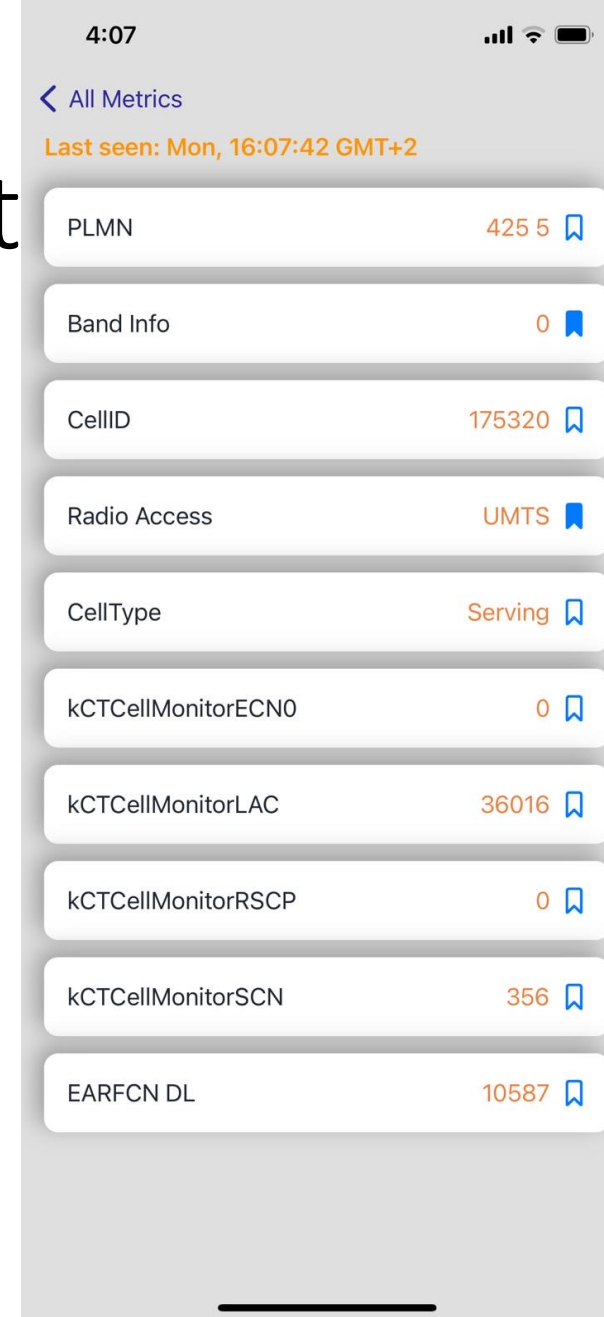 4:07
All Metrics
Last seen: Mon, 16:07:42 GMT+2
t
PLMN 425 5
Band Info 0
CellID 175320
Radio Access UMTS
CellType Serving
kCTCellMonitorECN0 0
kCTCellMonitorLAC 36016
kCTCellMonitorRSCP 0
kCTCellMonitorSCN 356
EARFCN DL 10587